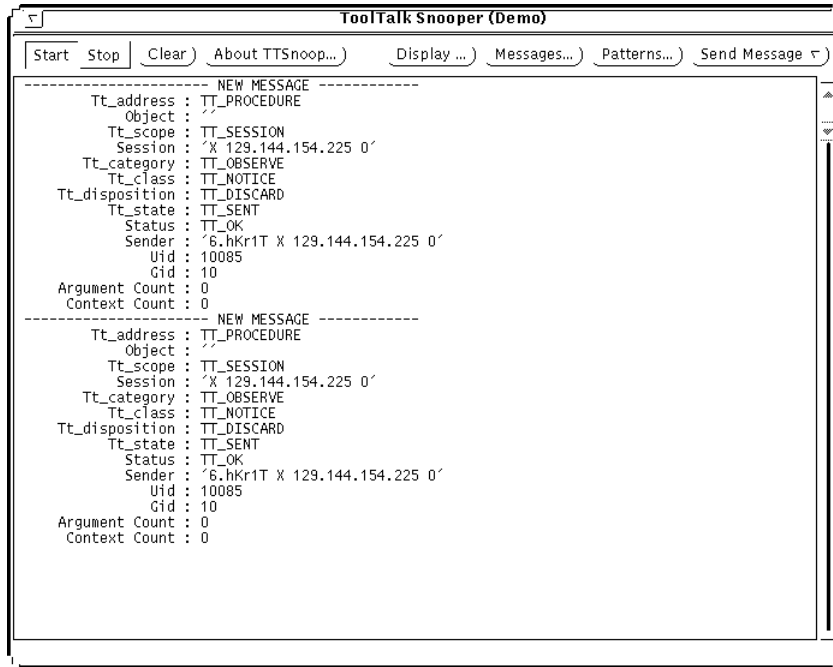 ToolTalk Snooper (Demo)
Start Stop Clear) About TTSnoop...) Display ...) Messages...) Patterns...) Send Message
---------------------- NEW MESSAGE ------------
Tt_address : TT_PROCEDURE
Object : ´´
Tt_scope : TT_SESSION
Session : ´X 129.144.154.225 0´
Tt_category : TT_OBSERVE
Tt_class : TT_NOTICE
Tt_disposition : TT_DISCARD
Tt_state : TT_SENT
Status : TT_OK
Sender : ´6.hKr1T X 129.144.154.225 0´
Uid : 10085
Gid : 10
Argument Count : 0
Context Count : 0
---------------------- NEW MESSAGE ------------
Tt_address : TT_PROCEDURE
Object : ´´
Tt_scope : TT_SESSION
Session : ´X 129.144.154.225 0´
Tt_category : TT_OBSERVE
Tt_class : TT_NOTICE
Tt_disposition : TT_DISCARD
Tt_state : TT_SENT
Status : TT_OK
Sender : ´6.hKr1T X 129.144.154.225 0´
Uid : 10085
Gid : 10
Argument Count : 0
Context Count : 0